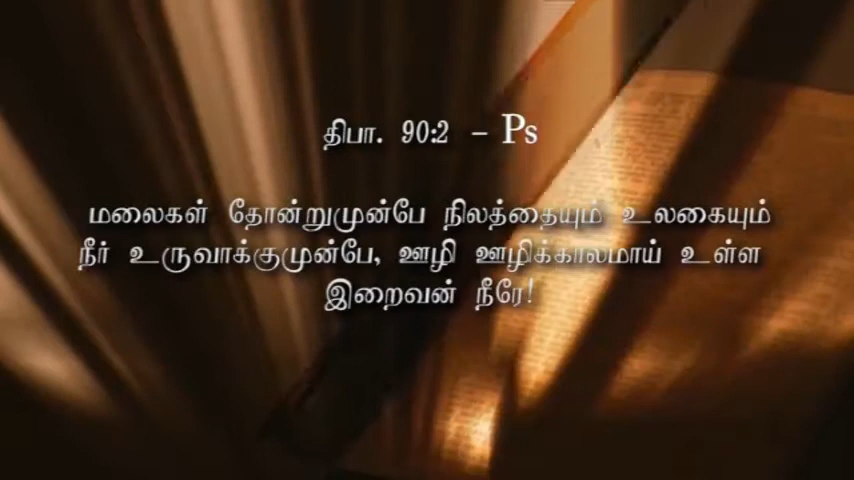 திபா. 90:2 - Ps
மலைகள் தோன்றுமுன்பே நிலத்தையும் உலகையும்
நீர் உருவாக்குமுன்பே, ஊழி ஊழிக்காலமாய் உள்ள
இறைவன் நீரே!